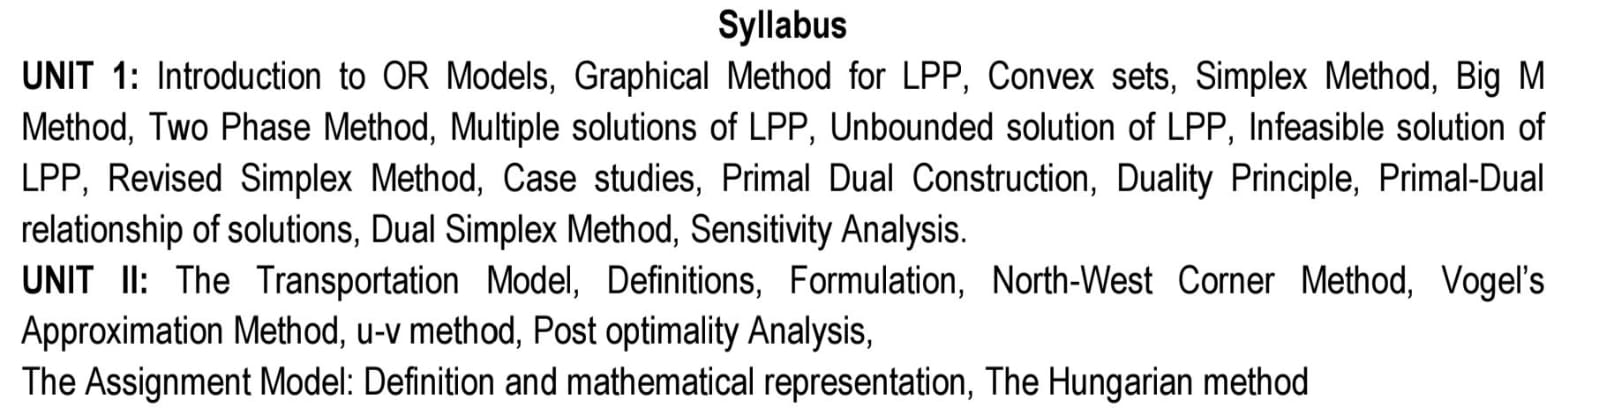 Syllabus
UNIT 1: Introduction to OR Models, Graphical Method for LPP, Convex sets, Simplex Method, Big M
Method, Two Phase Method, Multiple solutions of LPP, Unbounded solution of LPP, Infeasible solution of
LPP, Revised Simplex Method, Case studies, Primal Dual Construction, Duality Principle, Primal-Dual
relationship of solutions, Dual Simplex Method, Sensitivity Analysis.
UNIT II: The Transportation Model, Definitions, Formulation, North-West Corner Method, Vogel’s
Approximation Method, u-v method, Post optimality Analysis,
The Assignment Model: Definition and mathematical representation, The Hungarian method